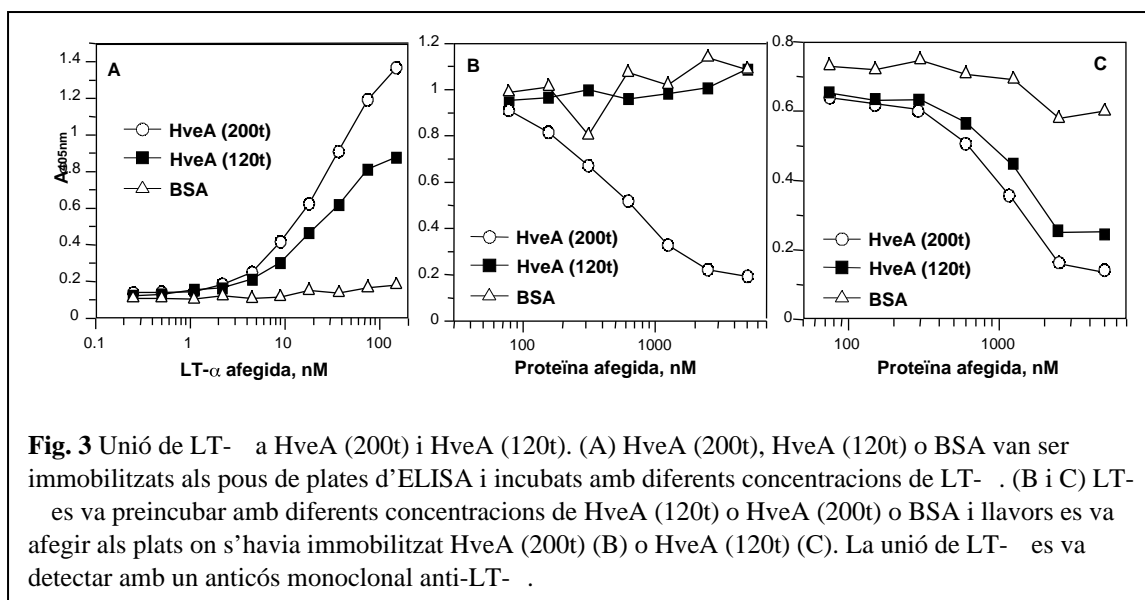 A
1.4
1.2
1
0.8
0.6
0.4
0.2
0
0.1
1
10
100
HveA (200t)
HveA (120t)
BSA
LT-α afegida, nM
B
1.2
1
0.8
0.6
0.4
0.2
0
100
1000
HveA (200t)
HveA (120t)
BSA
Proteïna afegida, nM
C
0.8
0.6
0.4
0.2
0.0
100
1000
HveA (200t)
HveA (120t)
BSA
Proteïna afegida, nM
Fig. 3 Unió de LT- a HveA (200t) i HveA (120t). (A) HveA (200t), HveA (120t) o BSA van ser
immobilitzats als pous de plates d’ELISA i incubats amb diferents concentracions de LT- . (B i C) LT-
es va preincubar amb diferents concentracions de HveA (120t) o HveA (200t) o BSA i llavors es va
afegir als plats on s’havia immobilitzat HveA (200t) (B) o HveA (120t) (C). La unió de LT- es va
detectar amb un anticós monoclonal anti-LT- .